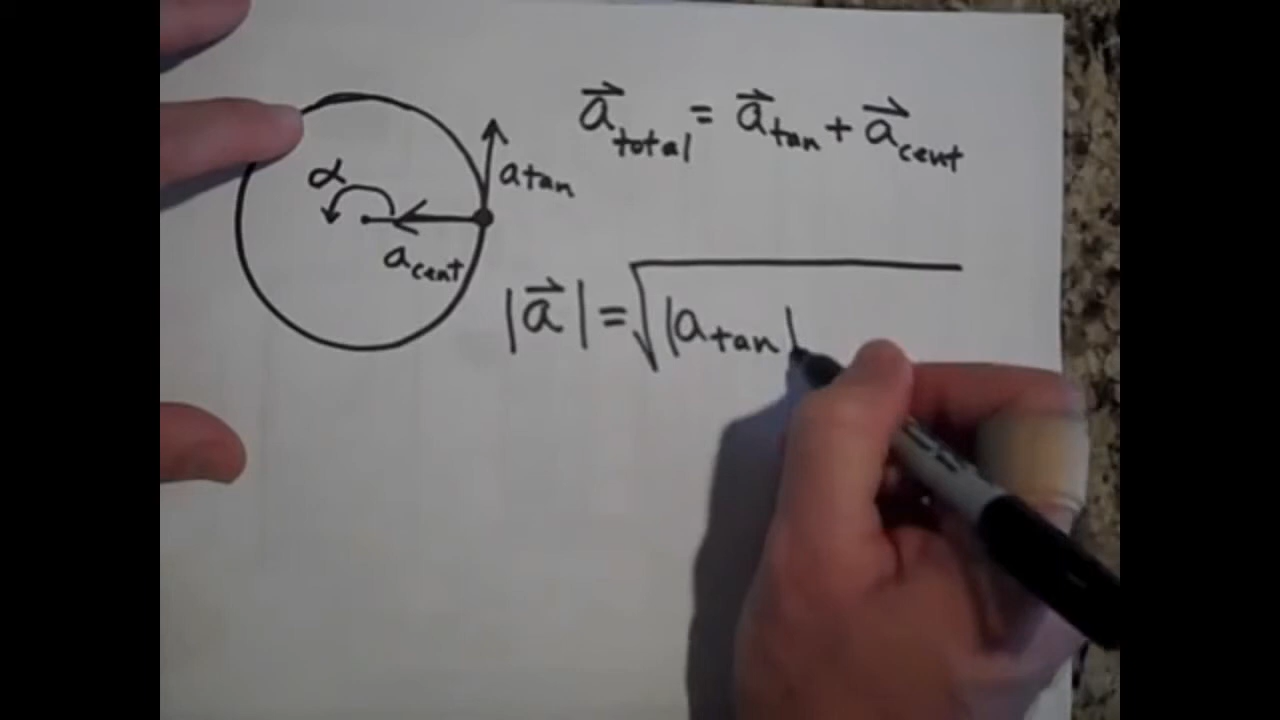 a⃗total = a⃗tan + a⃗cent
α
atan
acent
|a⃗| = √|atan|